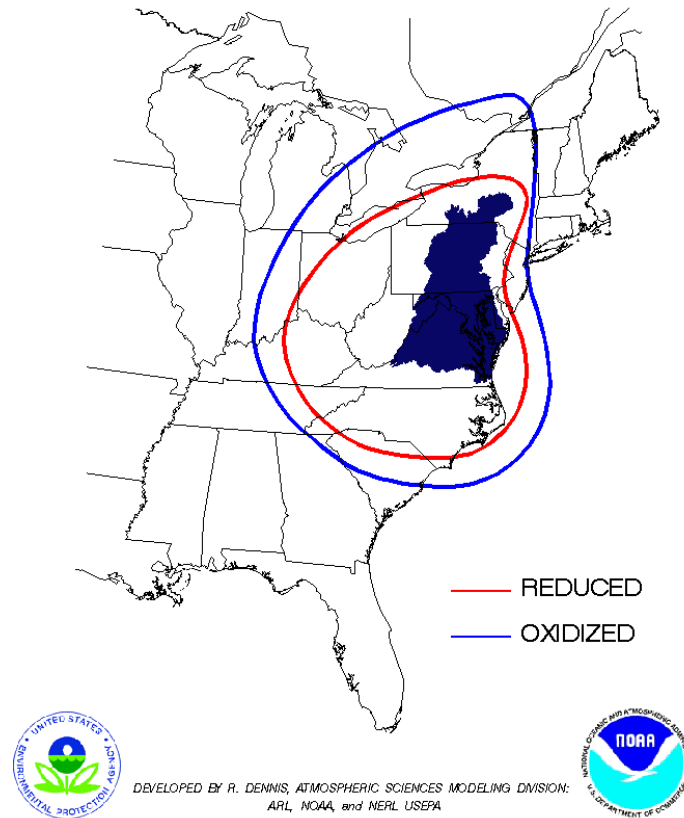 REDUCED
OXIDIZED
UNITED STATES
ENVIRONMENTAL PROTECTION AGENCY
DEVELOPED BY R. DENNIS, ATMOSPHERIC SCIENCES MODELING DIVISION:
ARL, NOAA, and NERL USEPA
NATIONAL OCEANIC AND ATMOSPHERIC
NOAA
U.S. DEPARTMENT OF COMMERCE